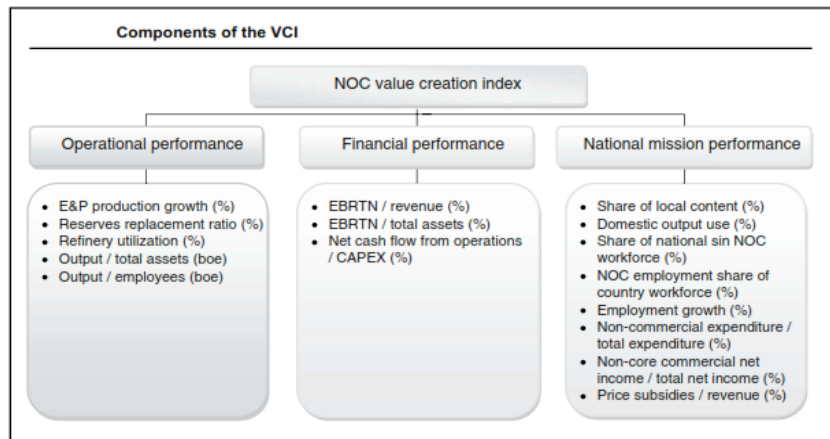 Components of the VCI
NOC value creation index
Operational performance
• E&P production growth (%)
• Reserves replacement ratio (%)
• Refinery utilization (%)
• Output / total assets (boe)
• Output / employees (boe)
Financial performance
• EBRTN / revenue (%)
• EBRTN / total assets (%)
• Net cash flow from operations
/ CAPEX (%)
National mission performance
• Share of local content (%)
• Domestic output use (%)
• Share of national sin NOC
workforce (%)
• NOC employment share of
country workforce (%)
• Employment growth (%)
• Non-commercial expenditure /
total expenditure (%)
• Non-core commercial net
income / total net income (%)
• Price subsidies / revenue (%)